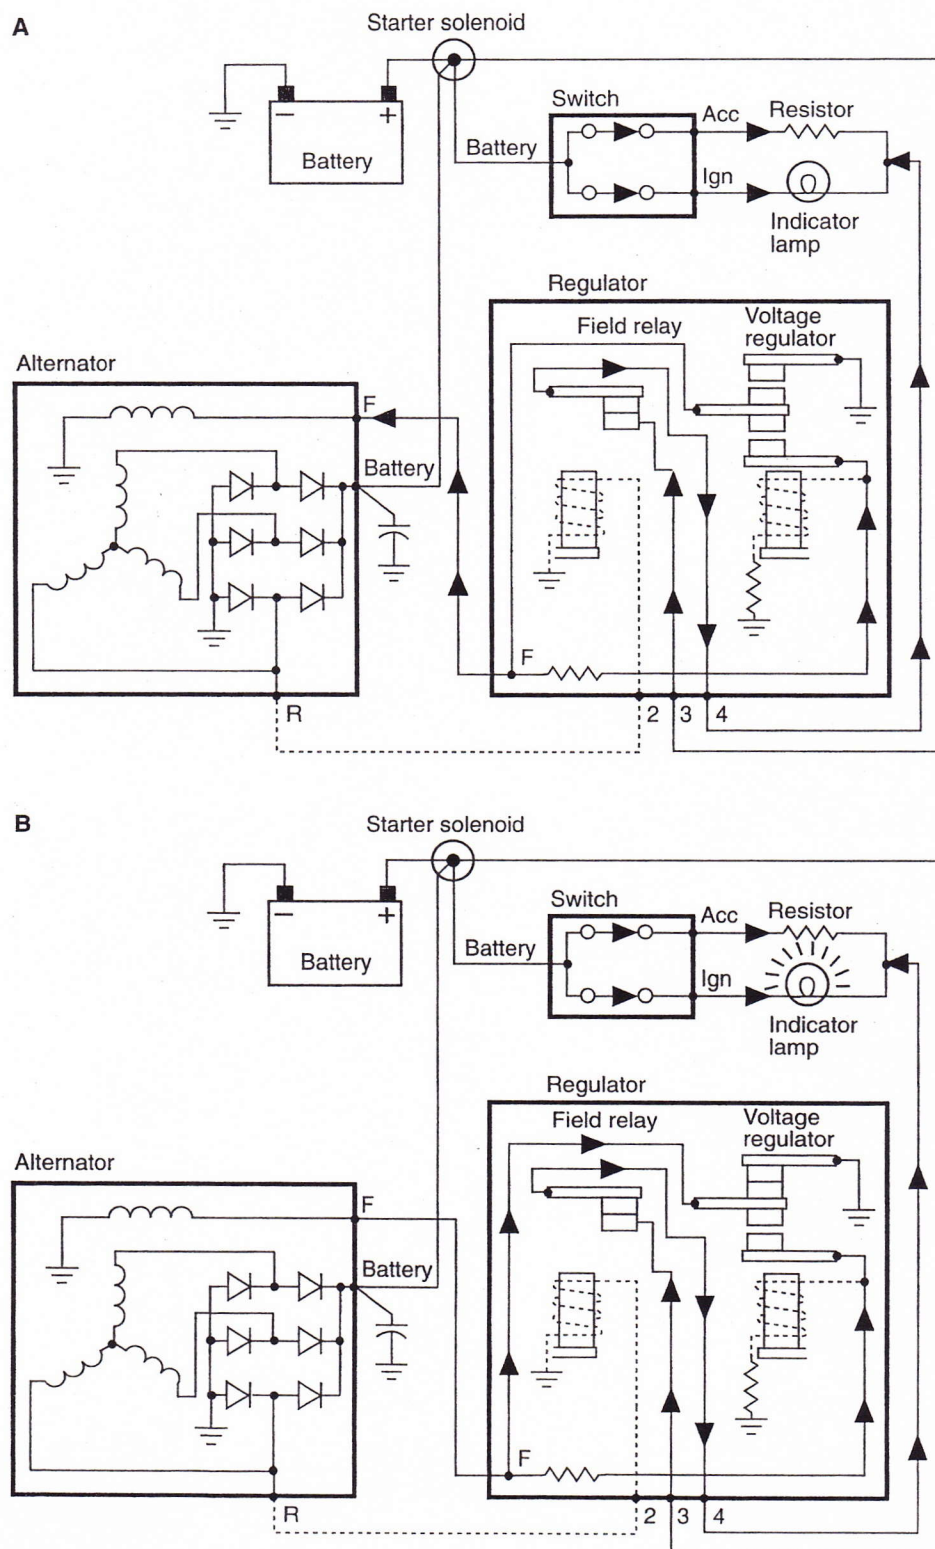 A
Starter solenoid
Switch
Acc
Resistor
−
+
Battery
Battery
Ign
Indicator
lamp
Regulator
Field relay
Voltage
regulator
Alternator
F
Battery
F
R
2
3
4
B
Starter solenoid
Switch
Acc
Resistor
−
+
Battery
Battery
Ign
Indicator
lamp
Regulator
Field relay
Voltage
regulator
Alternator
F
Battery
F
R
2
3
4